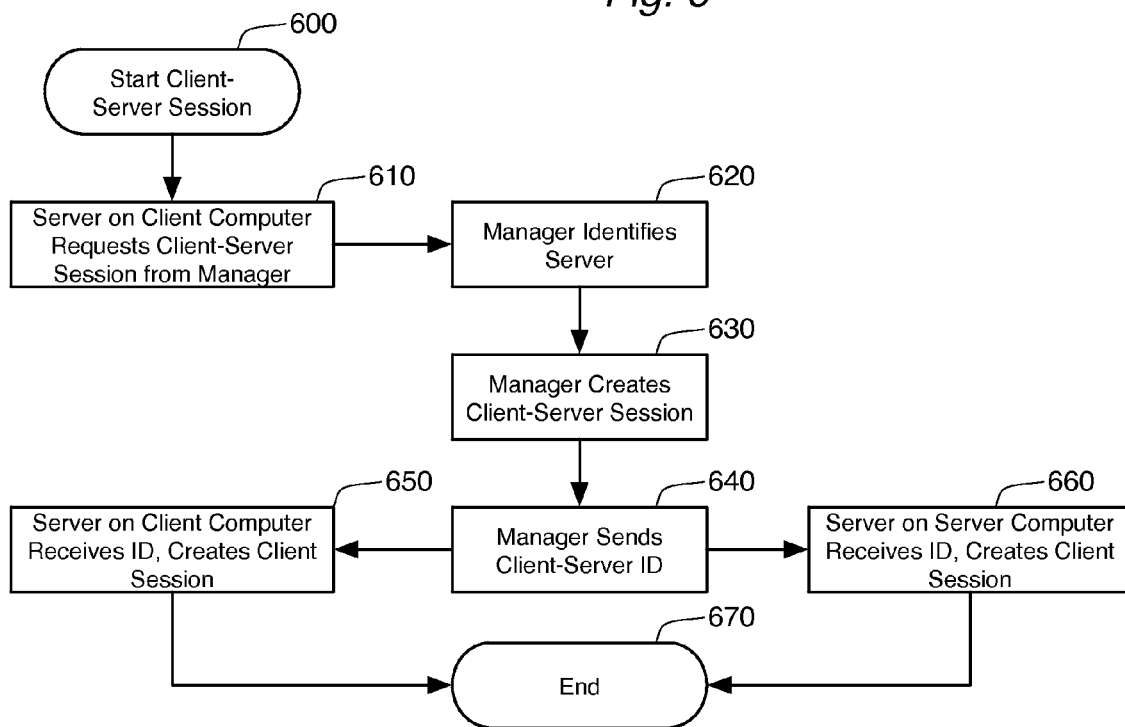 600
Start Client-
Server Session
610
Server on Client Computer
Requests Client-Server
Session from Manager
620
Manager Identifies
Server
630
Manager Creates
Client-Server Session
650
Server on Client Computer
Receives ID, Creates Client
Session
640
Manager Sends
Client-Server ID
660
Server on Server Computer
Receives ID, Creates Client
Session
670
End